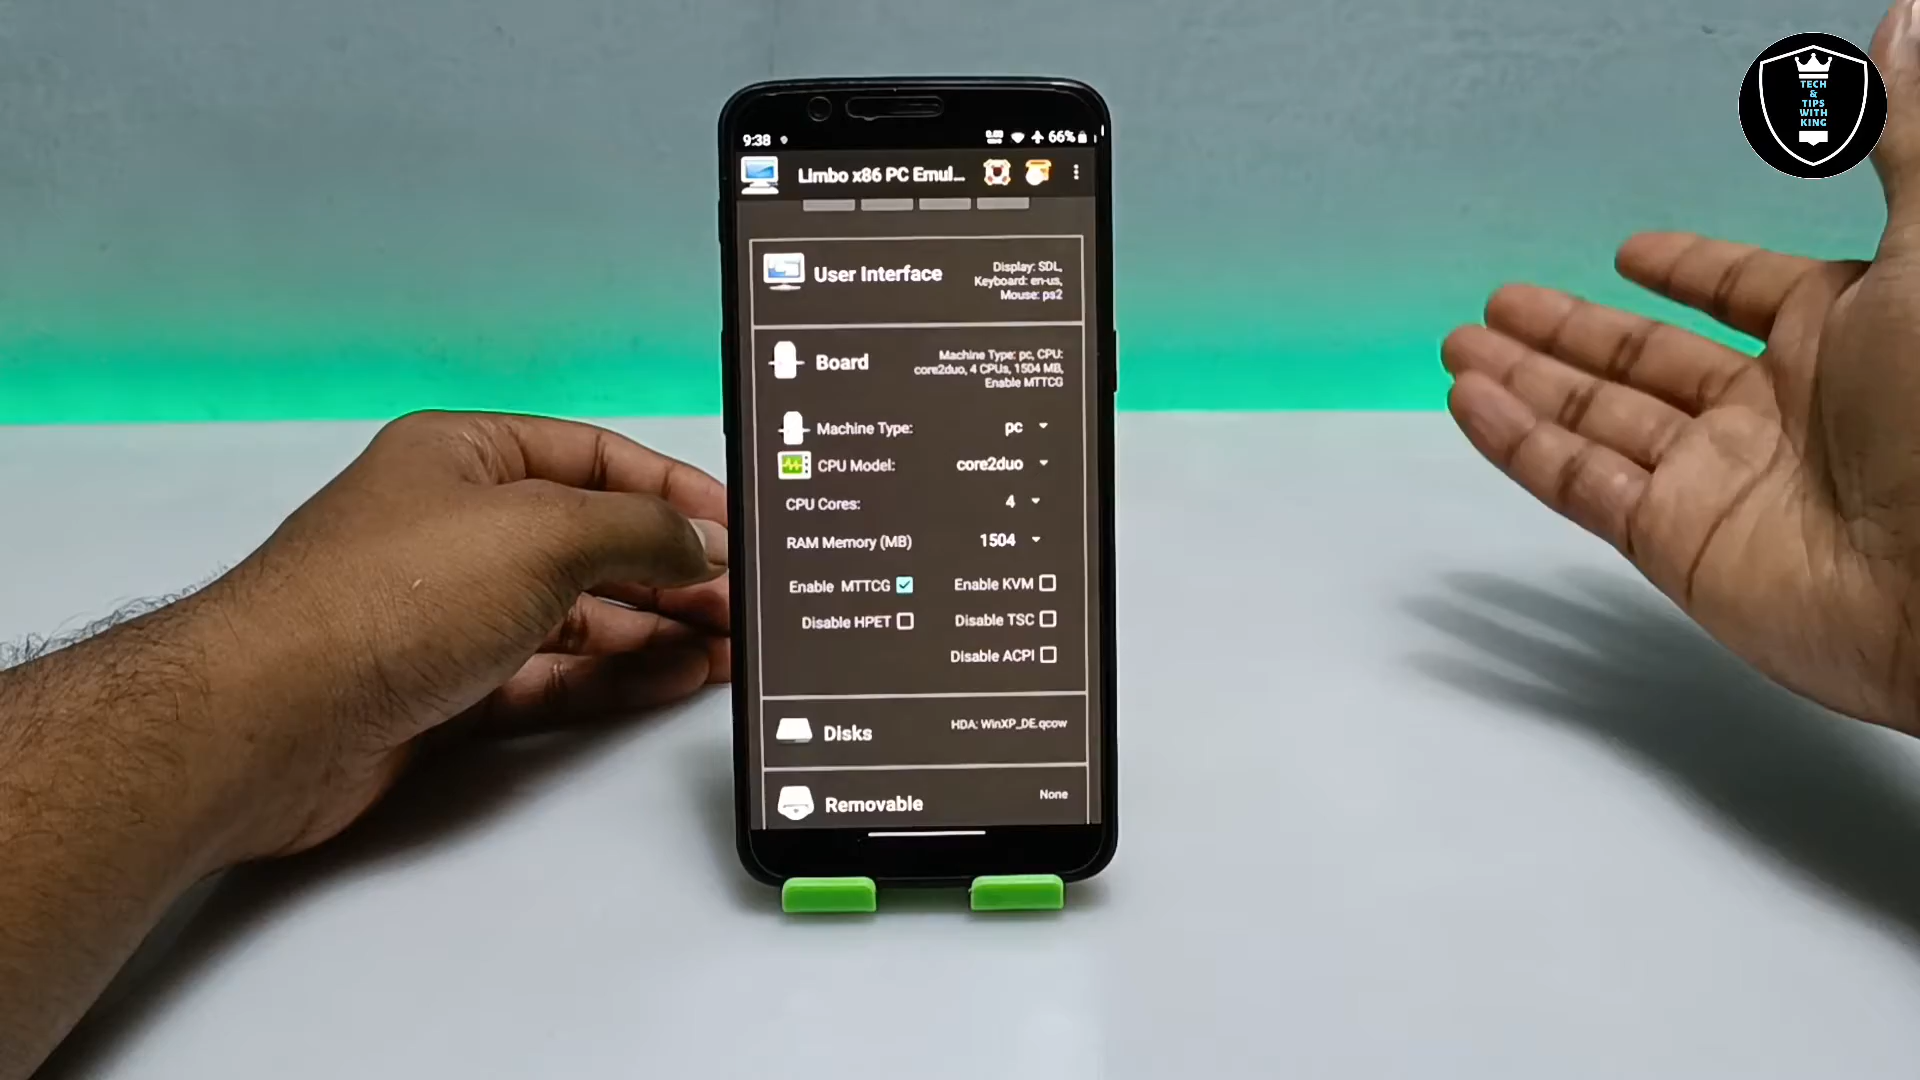 TECH
&
TIPS
WITH
KING
9:38
66%
Limbo x86 PC Emul...
User Interface
Display: SDL,
Keyboard: en-us,
Mouse: ps2
Board
Machine Type: pc, CPU:
core2duo, 4 CPUs, 1504 MB,
Enable MTTCG
Machine Type: pc
CPU Model: core2duo
CPU Cores: 4
RAM Memory (MB) 1504
Enable MTTCG Enable KVM
Disable HPET Disable TSC
Disable ACPI
Disks HDA: WinXP_DE.qcow
Removable None